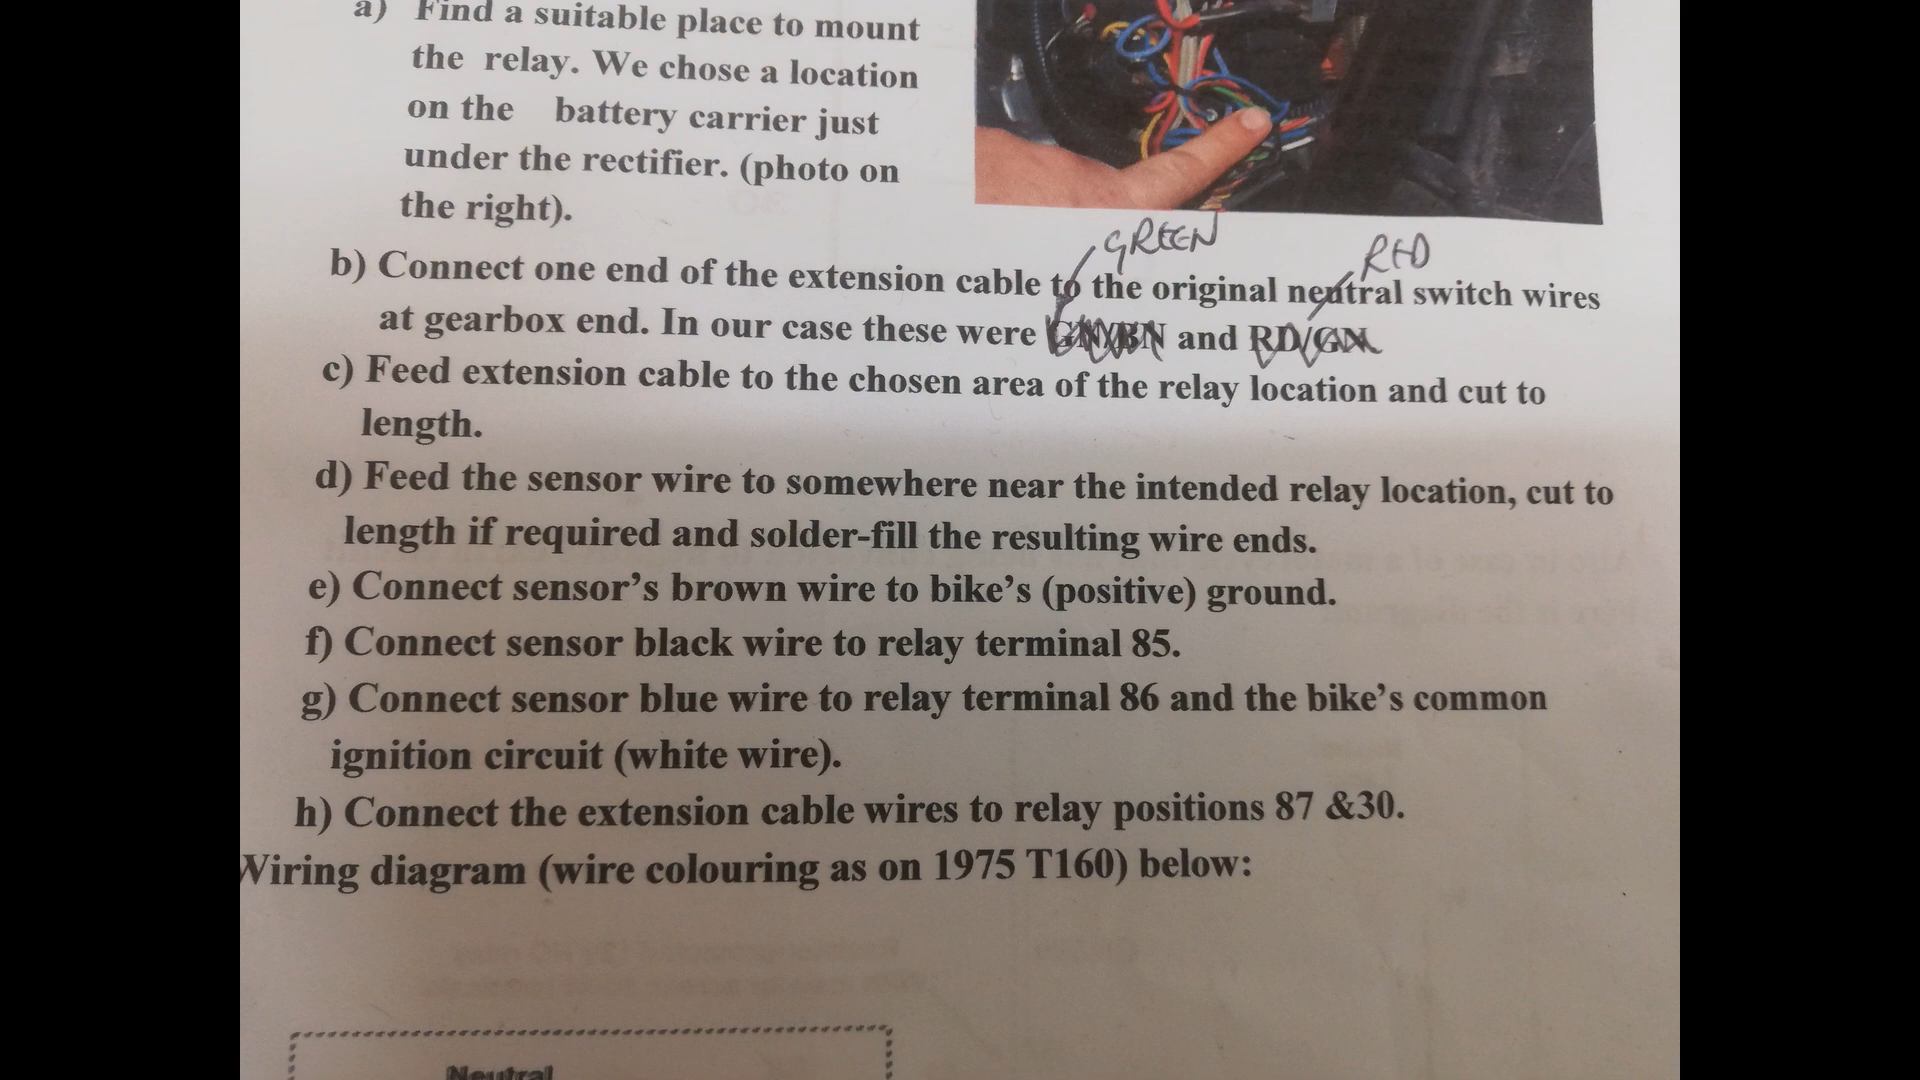 a) Find a suitable place to mount
the relay. We chose a location
on the battery carrier just
under the rectifier. (photo on
the right).
GREEN
RED
b) Connect one end of the extension cable to the original neutral switch wires
at gearbox end. In our case these were GN/BN and RD/GN
c) Feed extension cable to the chosen area of the relay location and cut to
length.
d) Feed the sensor wire to somewhere near the intended relay location, cut to
length if required and solder-fill the resulting wire ends.
e) Connect sensor’s brown wire to bike’s (positive) ground.
f) Connect sensor black wire to relay terminal 85.
g) Connect sensor blue wire to relay terminal 86 and the bike’s common
ignition circuit (white wire).
h) Connect the extension cable wires to relay positions 87 &30.
Wiring diagram (wire colouring as on 1975 T160) below:
Neutral